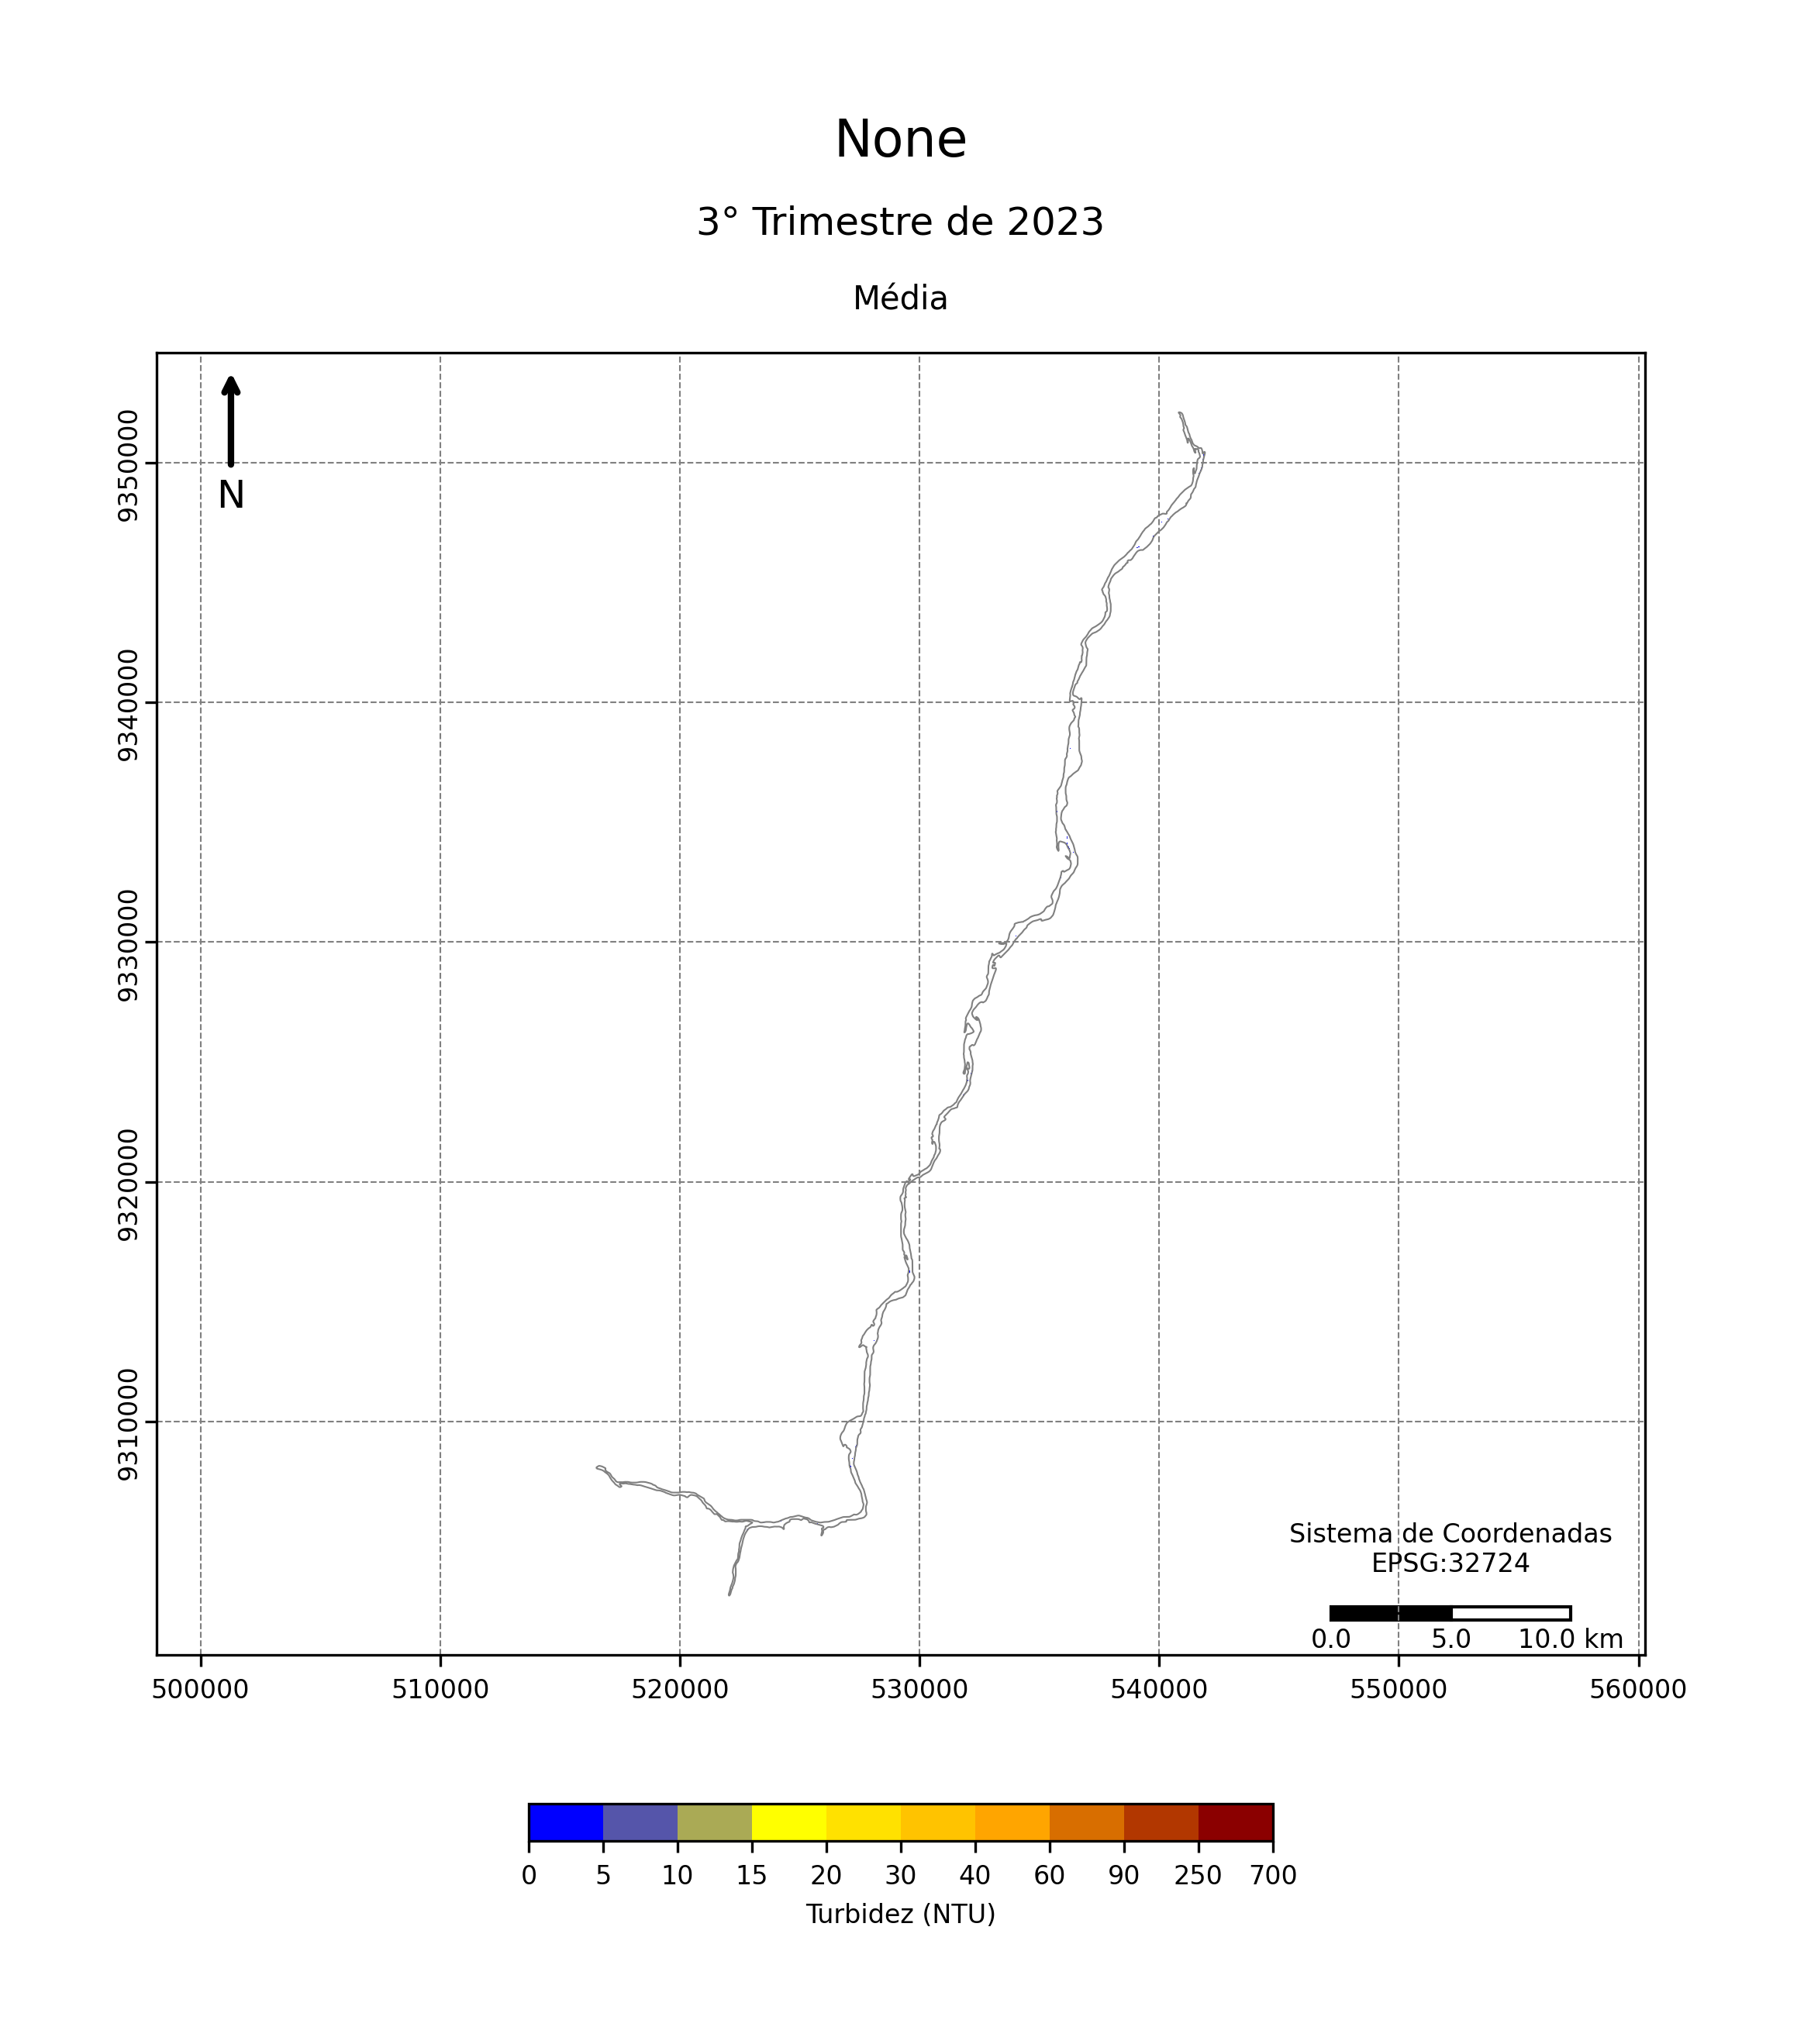 None
3° Trimestre de 2023
Média
N
9350000
9340000
9330000
9320000
9310000
Sistema de Coordenadas
EPSG:32724
0.0 5.0 10.0 km
500000 510000 520000 530000 540000 550000 560000
0 5 10 15 20 30 40 60 90 250 700
Turbidez (NTU)